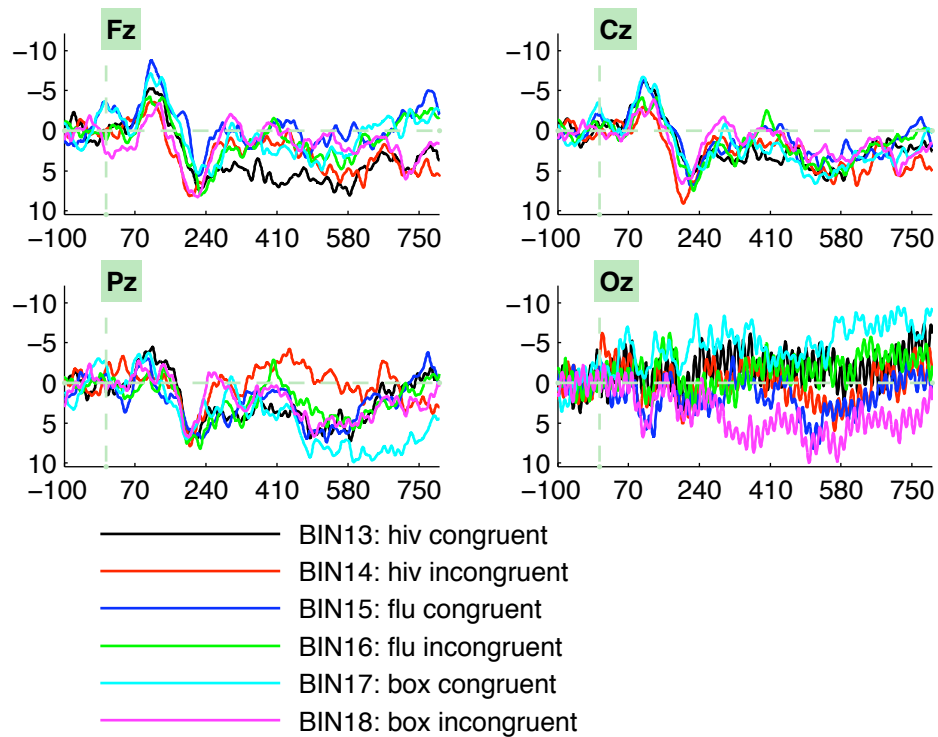 Fz
Cz
-10
-5
0
5
10
-100 70 240 410 580 750
-10
-5
0
5
10
-100 70 240 410 580 750
Pz
Oz
-10
-5
0
5
10
-100 70 240 410 580 750
-10
-5
0
5
10
-100 70 240 410 580 750
BIN13: hiv congruent
BIN14: hiv incongruent
BIN15: flu congruent
BIN16: flu incongruent
BIN17: box congruent
BIN18: box incongruent